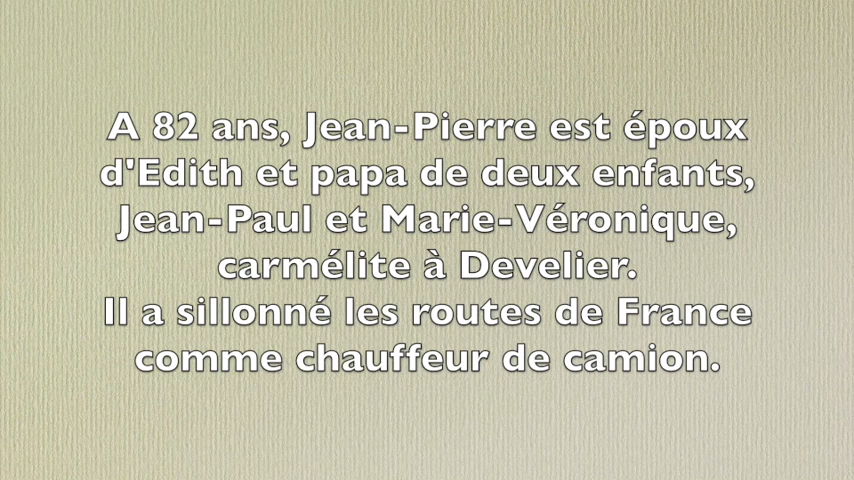 A 82 ans, Jean-Pierre est époux
d'Edith et papa de deux enfants,
Jean-Paul et Marie-Véronique,
carmélite à Develier.
Il a sillonné les routes de France
comme chauffeur de camion.